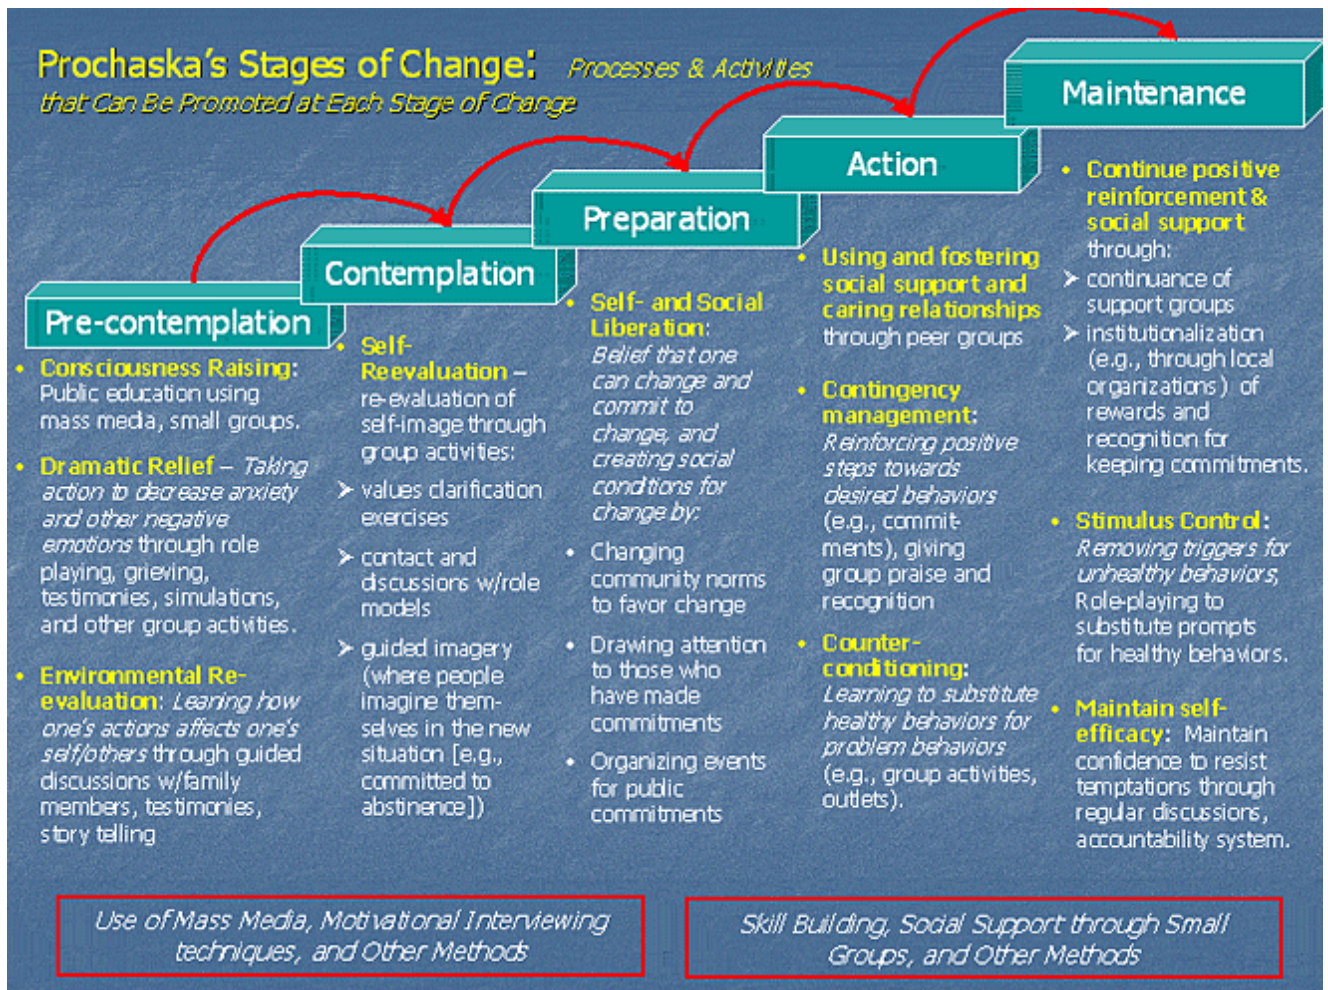 Prochaska's Stages of Change: Processes & Activities
that Can Be Promoted at Each Stage of Change
Pre-contemplation
• Consciousness Raising:
Public education using
mass media, small groups.
• Dramatic Relief – Taking
action to decrease anxiety
and other negative
emotions through role
playing, grieving,
testimonies, simulations,
and other group activities.
• Environmental Re-
evaluation: Learing how
one's actions affects one's
self/others through guided
discussions w/family
members, testimonies,
story telling
Contemplation
• Self-
Reevaluation –
re-evaluation of
self-image through
group activities:
➢ values clarification
exercises
➢ contact and
discussions w/role
models
➢ guided imagery
(where people
imagine them-
selves in the new
situation [e.g.,
committed to
abstinence])
Preparation
• Self- and Social
Liberation:
Belief that one
can change and
commit to
change, and
creating social
conditions for
change by:
• Changing
community norms
to favor change
• Drawing attention
to those who
have made
commitments
• Organizing events
for public
commitments
Action
• Using and fostering
social support and
caring relationships
through peer groups
• Contingency
management:
Reinforcing positive
steps towards
desired behaviors
(e.g., commit-
ments), giving
group praise and
recognition
• Counter-
conditioning:
Learning to substitute
healthy behaviors for
problem behaviors
(e.g., group activities,
outlets).
Maintenance
• Continue positive
reinforcement &
social support
through:
➢ continuance of
support groups
➢ institutionalization
(e.g., through local
organizations) of
rewards and
recognition for
keeping commitments.
• Stimulus Control:
Removing triggers for
unhealthy behaviors;
Role-playing to
substitute prompts
for healthy behaviors.
• Maintain self-
efficacy: Maintain
confidence to resist
temptations through
regular discussions,
accountability system.
Use of Mass Media, Motivational Interviewing
techniques, and Other Methods
Skill Building, Social Support through Small
Groups, and Other Methods